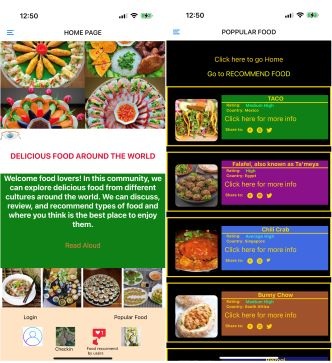 12:50
HOME PAGE
DELICIOUS FOOD AROUND THE WORLD
Welcome food lovers! In this community, we
can explore delicious food from different
cultures around the world. We can discuss,
review, and recommend types of food and
where you think is the best place to enjoy
them.
Read Aloud
Login
Popular Food
Checkin
Food recommend
by users
12:50
POPPULAR FOOD
Click here to go Home
Go to RECOMMEND FOOD
TACO
Rating: Medium High
Country: Mexico
Click here for more info
Share to:
Falafel, also known as Ta'meya
Rating: High
Country: Egypt
Click here for more info
Share to:
Chili Crab
Rating: Average High
Country: Singapore
Click here for more info
Share to:
Bunny Chow
Rating: Medium High
Country: South Africa
Click here for more info
Share to: